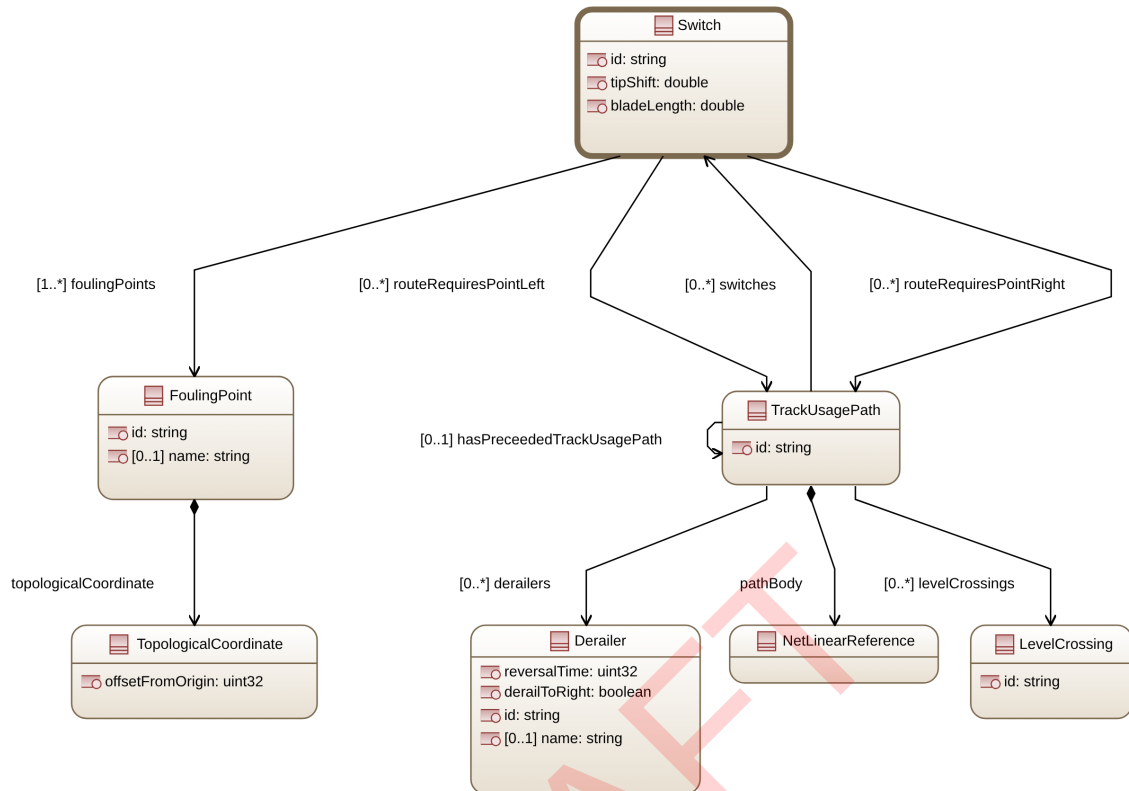 Switch
id: string
tipShift: double
bladeLength: double
[1..*] foulingPoints
[0..*] routeRequiresPointLeft
[0..*] switches
[0..*] routeRequiresPointRight
FoulingPoint
id: string
[0..1] name: string
[0..1] hasPreceededTrackUsagePath
TrackUsagePath
id: string
topologicalCoordinate
[0..*] derailers
pathBody
[0..*] levelCrossings
TopologicalCoordinate
offsetFromOrigin: uint32
Derailer
reversalTime: uint32
derailToRight: boolean
id: string
[0..1] name: string
NetLinearReference
LevelCrossing
id: string